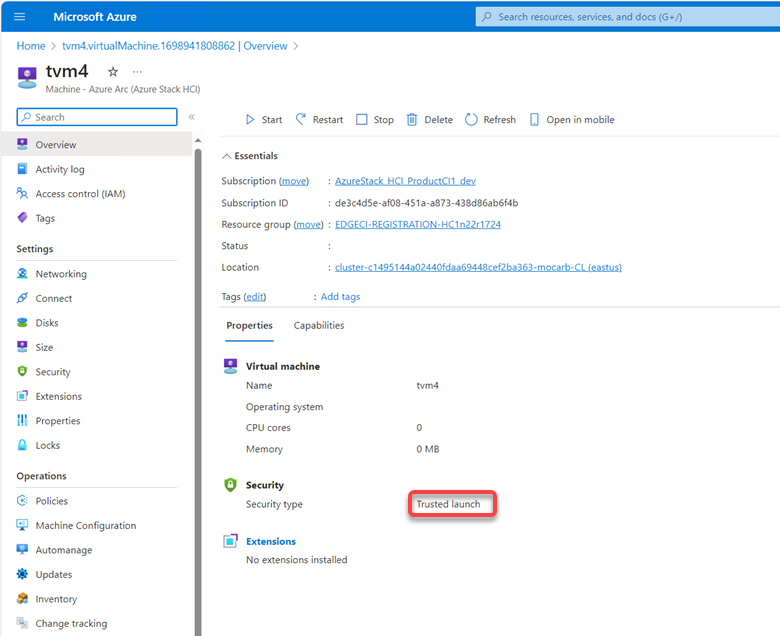 Microsoft Azure
Search resources, services, and docs (G+/)
Home > tvm4.virtualMachine.1698941808862 | Overview >
tvm4
Machine - Azure Arc (Azure Stack HCI)
Search
Overview
Activity log
Access control (IAM)
Tags
Settings
Networking
Connect
Disks
Size
Security
Extensions
Properties
Locks
Operations
Policies
Machine Configuration
Automanage
Updates
Inventory
Change tracking
Start Restart Stop Delete Refresh Open in mobile
Essentials
Subscription (move) : AzureStack_HCI_ProductCI1_dev
Subscription ID : de3c4d5e-af08-451a-a873-438d86ab6f4b
Resource group (move) : EDGECI-REGISTRATION-HC1n22r1724
Status :
Location : cluster-c1495144a02440fdaa69448cef2ba363-mocarb-CL (eastus)
Tags (edit) : Add tags
Properties Capabilities
Virtual machine
Name tvm4
Operating system
CPU cores 0
Memory 0 MB
Security
Security type Trusted launch
Extensions
No extensions installed